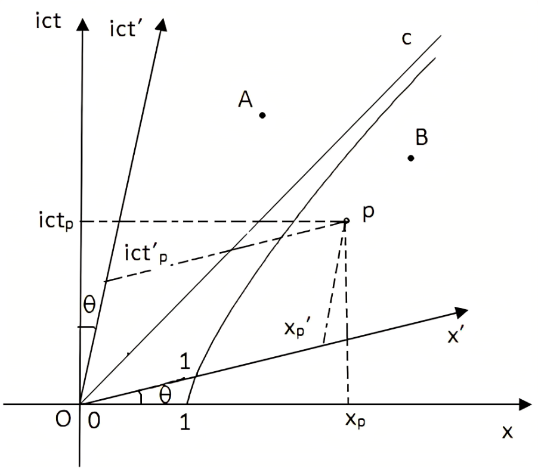 ict
ict′
c
A
B
ictₚ
ict′ₚ
p
θ
xₚ′
x′
1
θ
O
0
1
xₚ
x